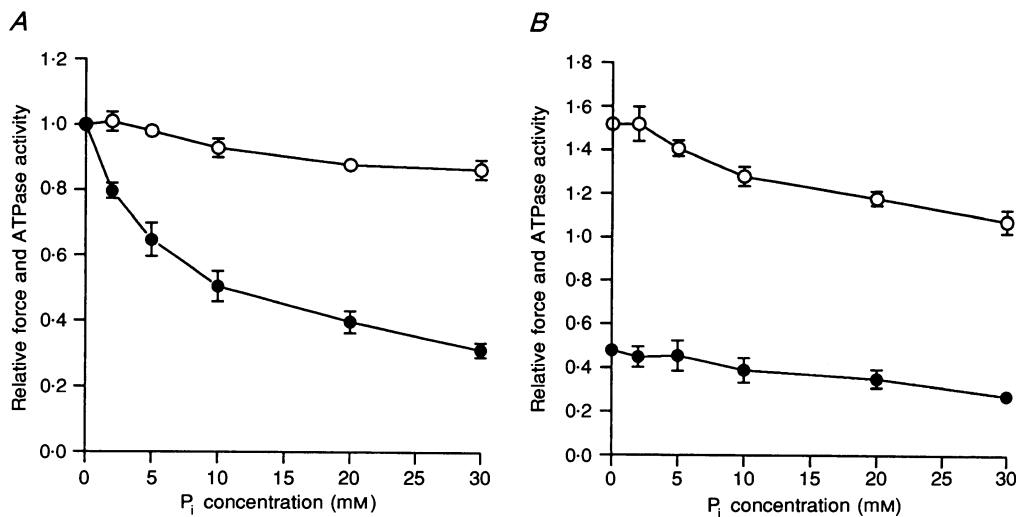 A
Relative force and ATPase activity
1·2
1·0
0·8
0·6
0·4
0·2
0·0
0 5 10 15 20 25 30
Pi concentration (mM)
B
Relative force and ATPase activity
1·8
1·6
1·4
1·2
1·0
0·8
0·6
0·4
0·2
0·0
0 5 10 15 20 25 30
Pi concentration (mM)